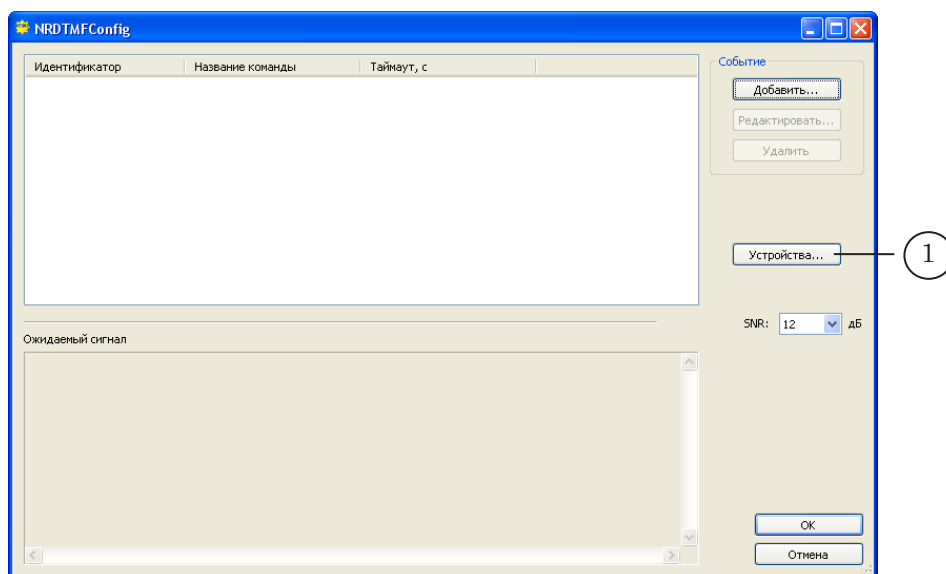 NRDTMFConfig
Идентификатор Название команды Таймаут, с
Событие
Добавить...
Редактировать...
Удалить
Устройства...
1
SNR: 12 дБ
Ожидаемый сигнал
OK
Отмена